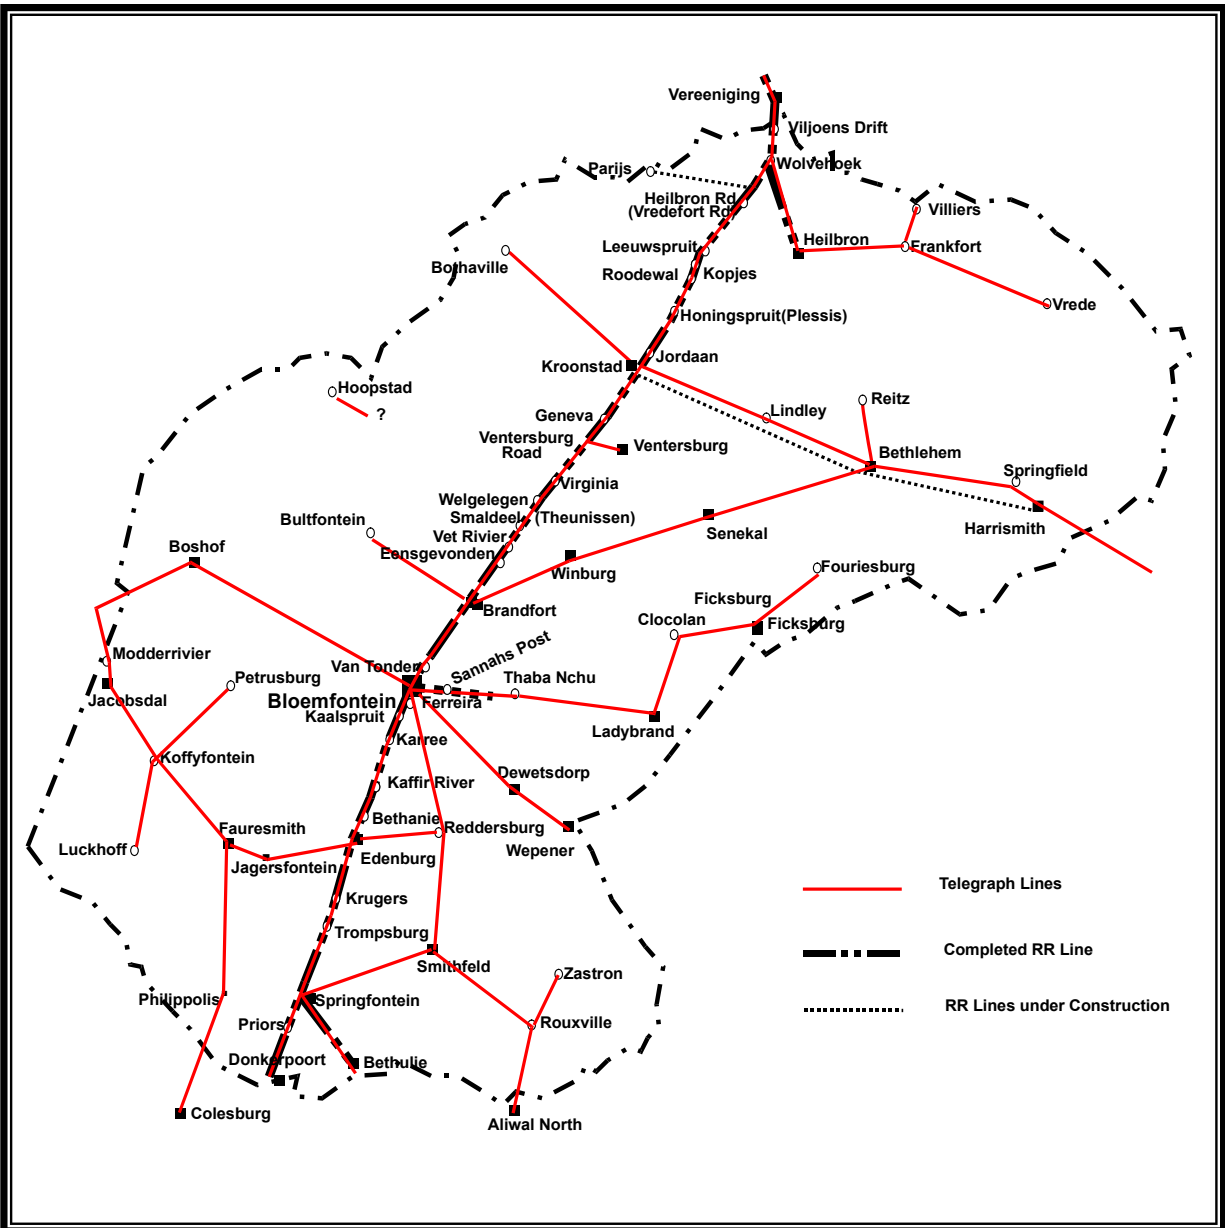 Vereeniging
Viljoens Drift
Wolvehoek
Parijs
Heilbron Rd
(Vredefort Rd)
Villiers
Leeuwspruit
Heilbron
Frankfort
Bothaville
Roodewal
Kopjes
Vrede
Honingspruit(Plessis)
Jordaan
Kroonstad
Hoopstad
?
Geneva
Lindley
Reitz
Ventersburg
Road
Ventersburg
Bethlehem
Springfield
Virginia
Welgelegen
Smaldeel (Theunissen)
Bultfontein
Vet Rivier
Senekal
Harrismith
Boshof
Eensgevonden
Winburg
Fouriesburg
Brandfort
Ficksburg
Clocolan
Ficksburg
Modderrivier
Van Tonder
Sannahs Post
Petrusburg
Thaba Nchu
Jacobsdal
Bloemfontein
Ferreira
Kaalspruit
Ladybrand
Karree
Koffyfontein
Kaffir River
Dewetsdorp
Bethanie
Fauresmith
Reddersburg
Luckhoff
Wepener
Edenburg
Jagersfontein
Krugers
Trompsburg
Smithfeld
Zastron
Philippolis
Springfontein
Priors
Rouxville
Donkerpoort
Bethulie
Colesburg
Aliwal North
Telegraph Lines
Completed RR Line
RR Lines under Construction